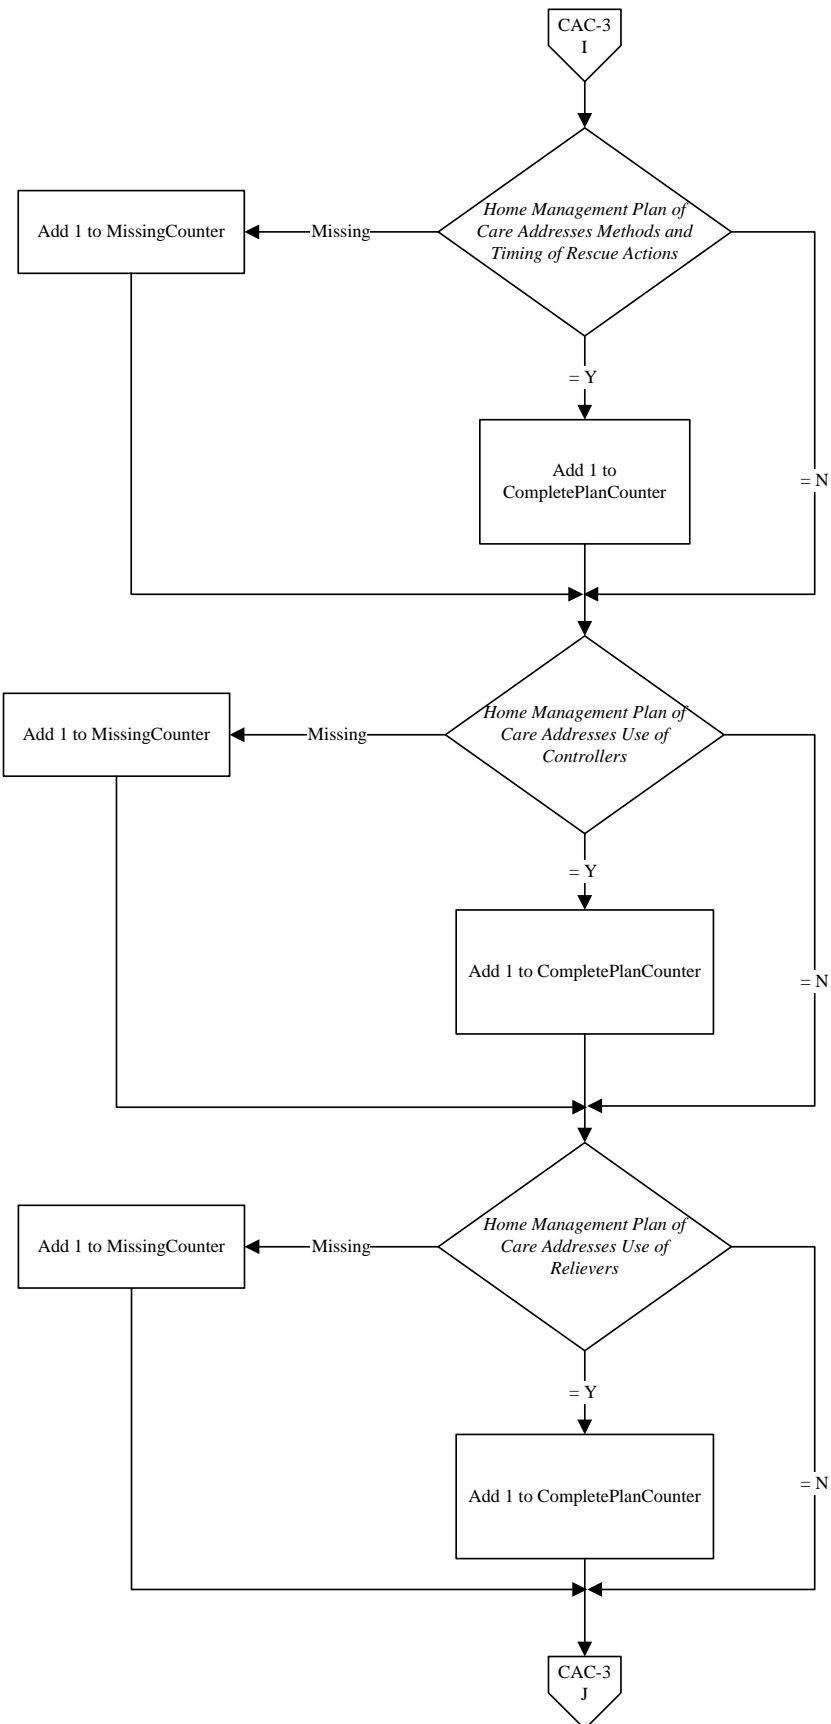 CAC-3
I
Home Management Plan of
Care Addresses Methods and
Timing of Rescue Actions
Missing
Add 1 to MissingCounter
= Y
Add 1 to
CompletePlanCounter
= N
Home Management Plan of
Care Addresses Use of
Controllers
Missing
Add 1 to MissingCounter
= Y
Add 1 to CompletePlanCounter
= N
Home Management Plan of
Care Addresses Use of
Relievers
Missing
Add 1 to MissingCounter
= Y
Add 1 to CompletePlanCounter
= N
CAC-3
J